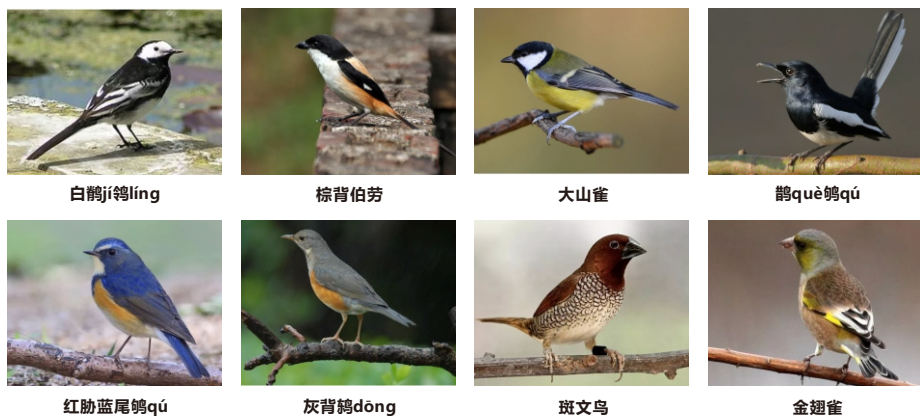 白鹡jí鸰líng
棕背伯劳
大山雀
鹊què鸲qú
红胁蓝尾鸲qú
灰背鸫dōng
斑文鸟
金翅雀